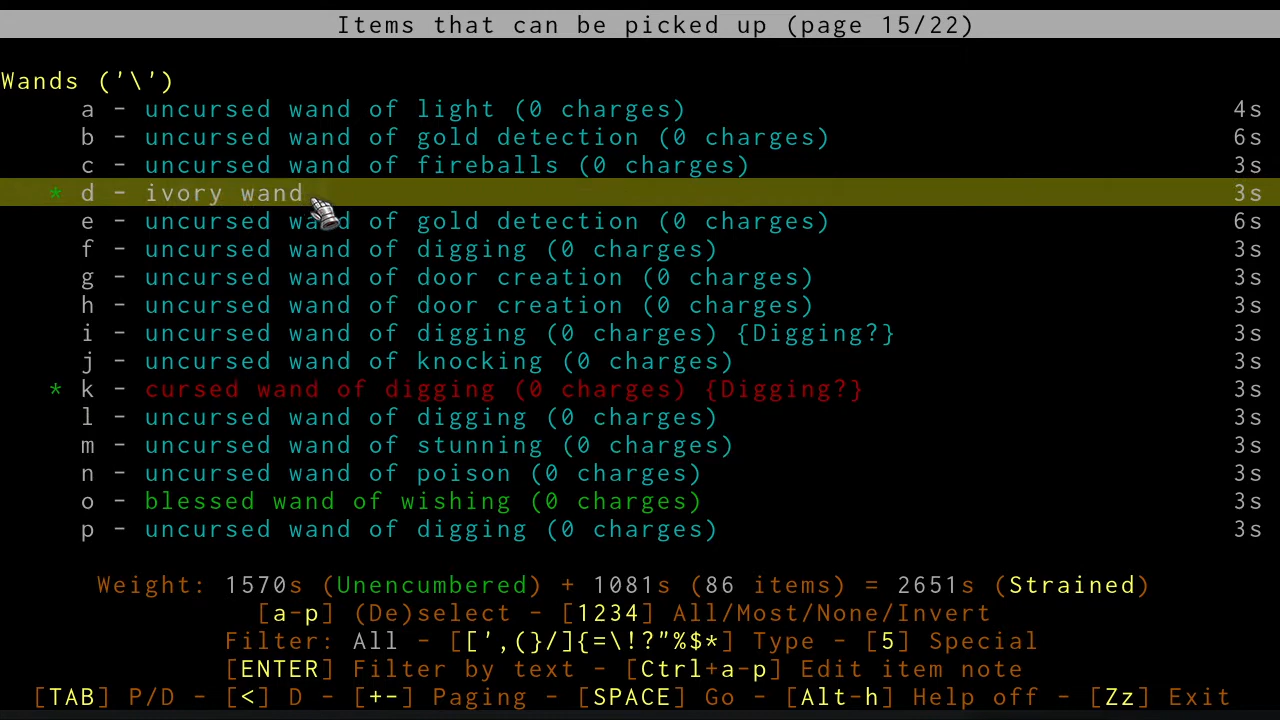 Items that can be picked up (page 15/22)
Wands ('\')
a - uncursed wand of light (0 charges) 4s
b - uncursed wand of gold detection (0 charges) 6s
c - uncursed wand of fireballs (0 charges) 3s
* d - ivory wand 3s
e - uncursed wand of gold detection (0 charges) 6s
f - uncursed wand of digging (0 charges) 3s
g - uncursed wand of door creation (0 charges) 3s
h - uncursed wand of door creation (0 charges) 3s
i - uncursed wand of digging (0 charges) {Digging?} 3s
j - uncursed wand of knocking (0 charges) 3s
* k - cursed wand of digging (0 charges) {Digging?} 3s
l - uncursed wand of digging (0 charges) 3s
m - uncursed wand of stunning (0 charges) 3s
n - uncursed wand of poison (0 charges) 3s
o - blessed wand of wishing (0 charges) 3s
p - uncursed wand of digging (0 charges) 3s
Weight: 1570s (Unencumbered) + 1081s (86 items) = 2651s (Strained)
[a-p] (De)select - [1234] All/Most/None/Invert
Filter: All - [[',(}/]{=\!?"%$*] Type - [5] Special
[ENTER] Filter by text - [Ctrl+a-p] Edit item note
[TAB] P/D - [<] D - [+-] Paging - [SPACE] Go - [Alt-h] Help off - [Zz] Exit